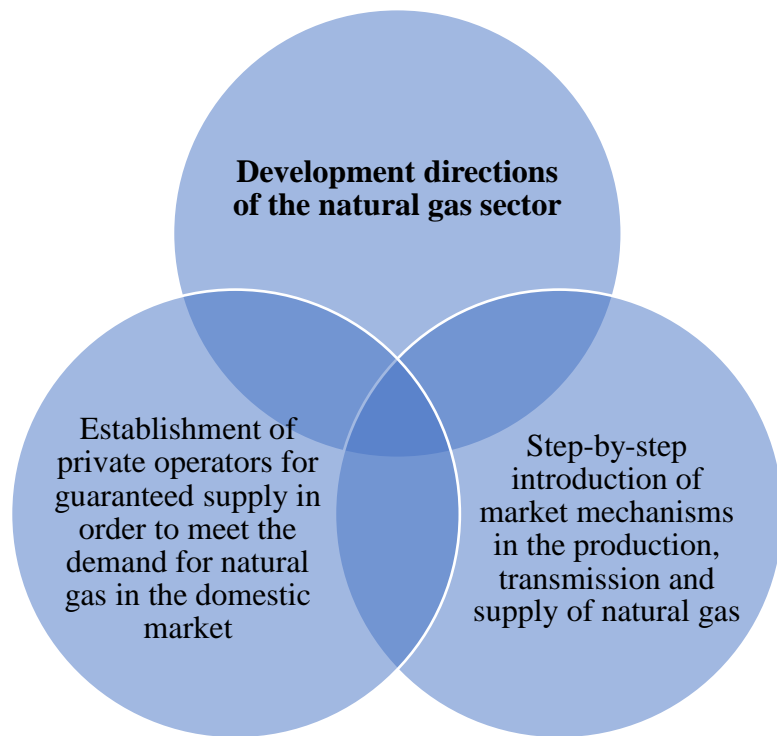 Development directions
of the natural gas sector
Establishment of
private operators for
guaranteed supply in
order to meet the
demand for natural
gas in the domestic
market
Step-by-step
introduction of
market mechanisms
in the production,
transmission and
supply of natural gas